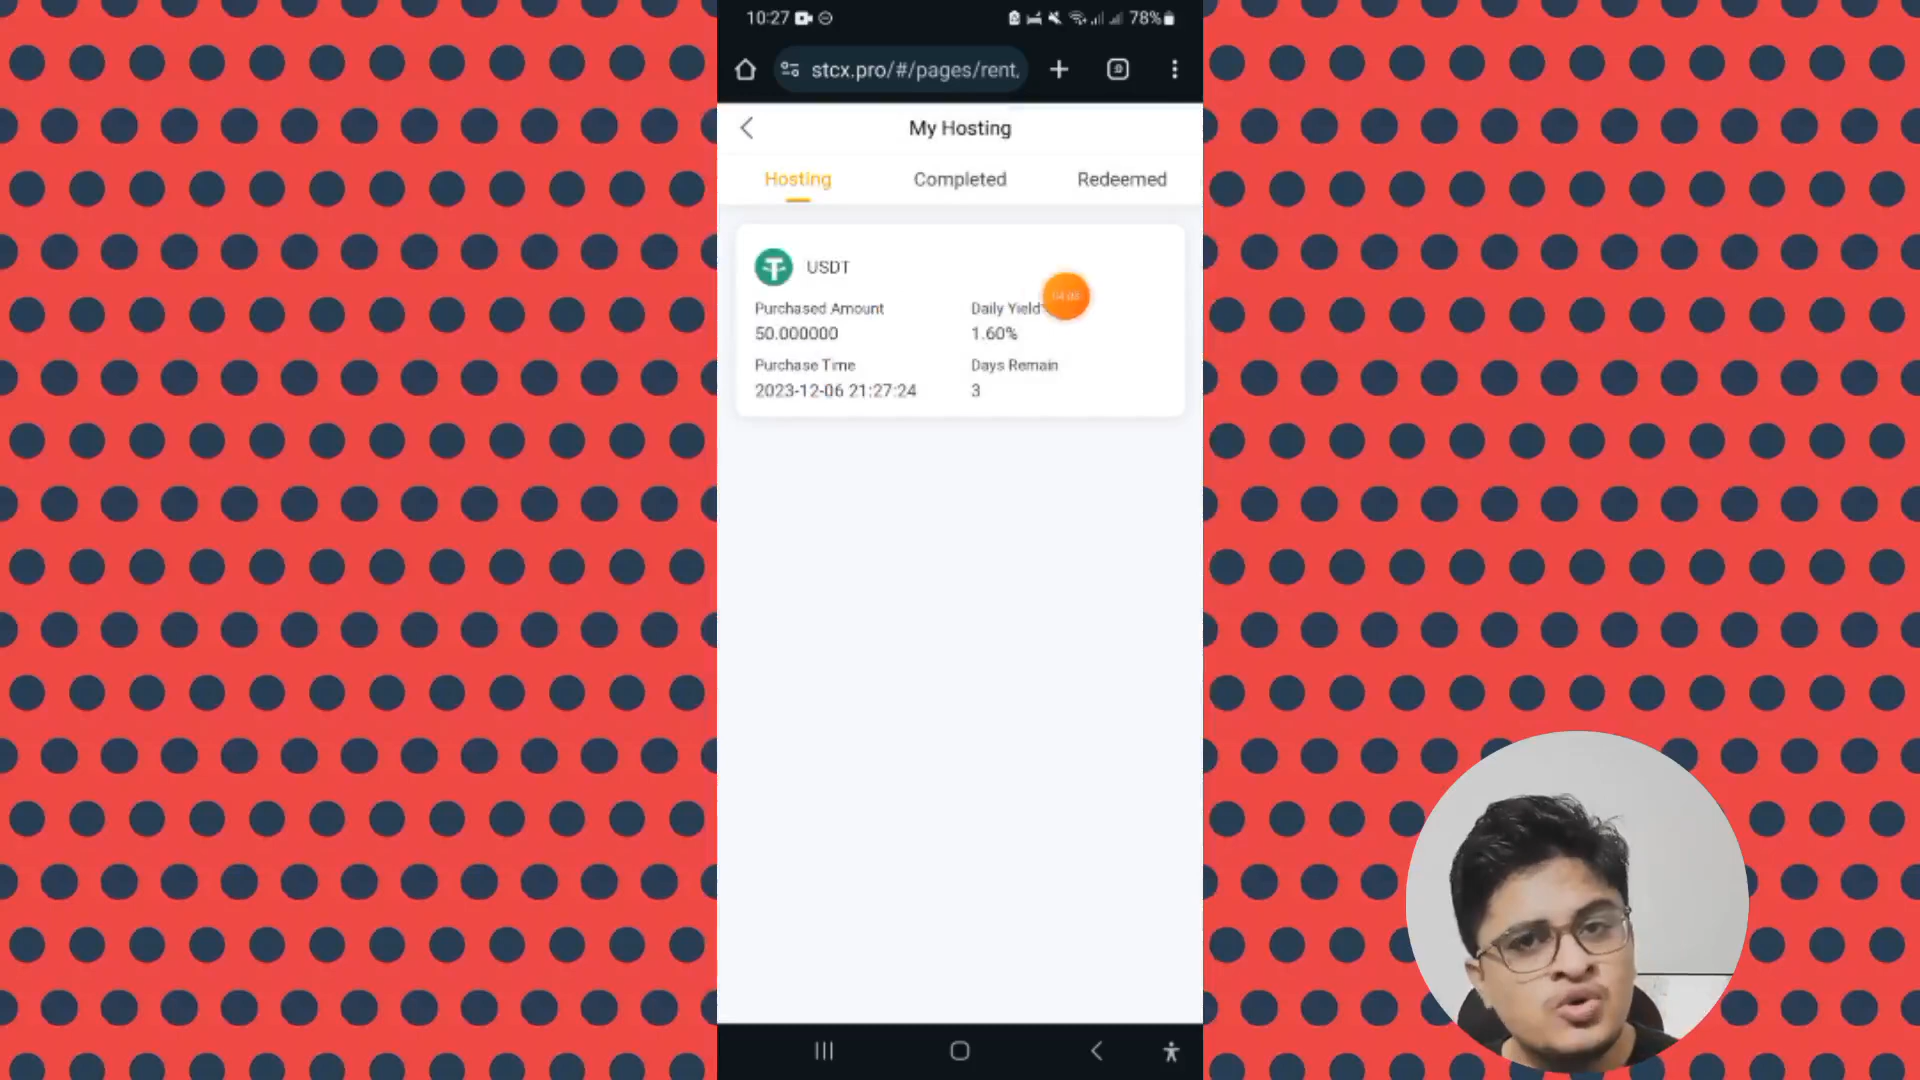 10:27 78%
stcx.pro/#/pages/rent.
My Hosting
Hosting Completed Redeemed
USDT
Purchased Amount Daily Yield
50.000000 1.60%
Purchase Time Days Remain
2023-12-06 21:27:24 3